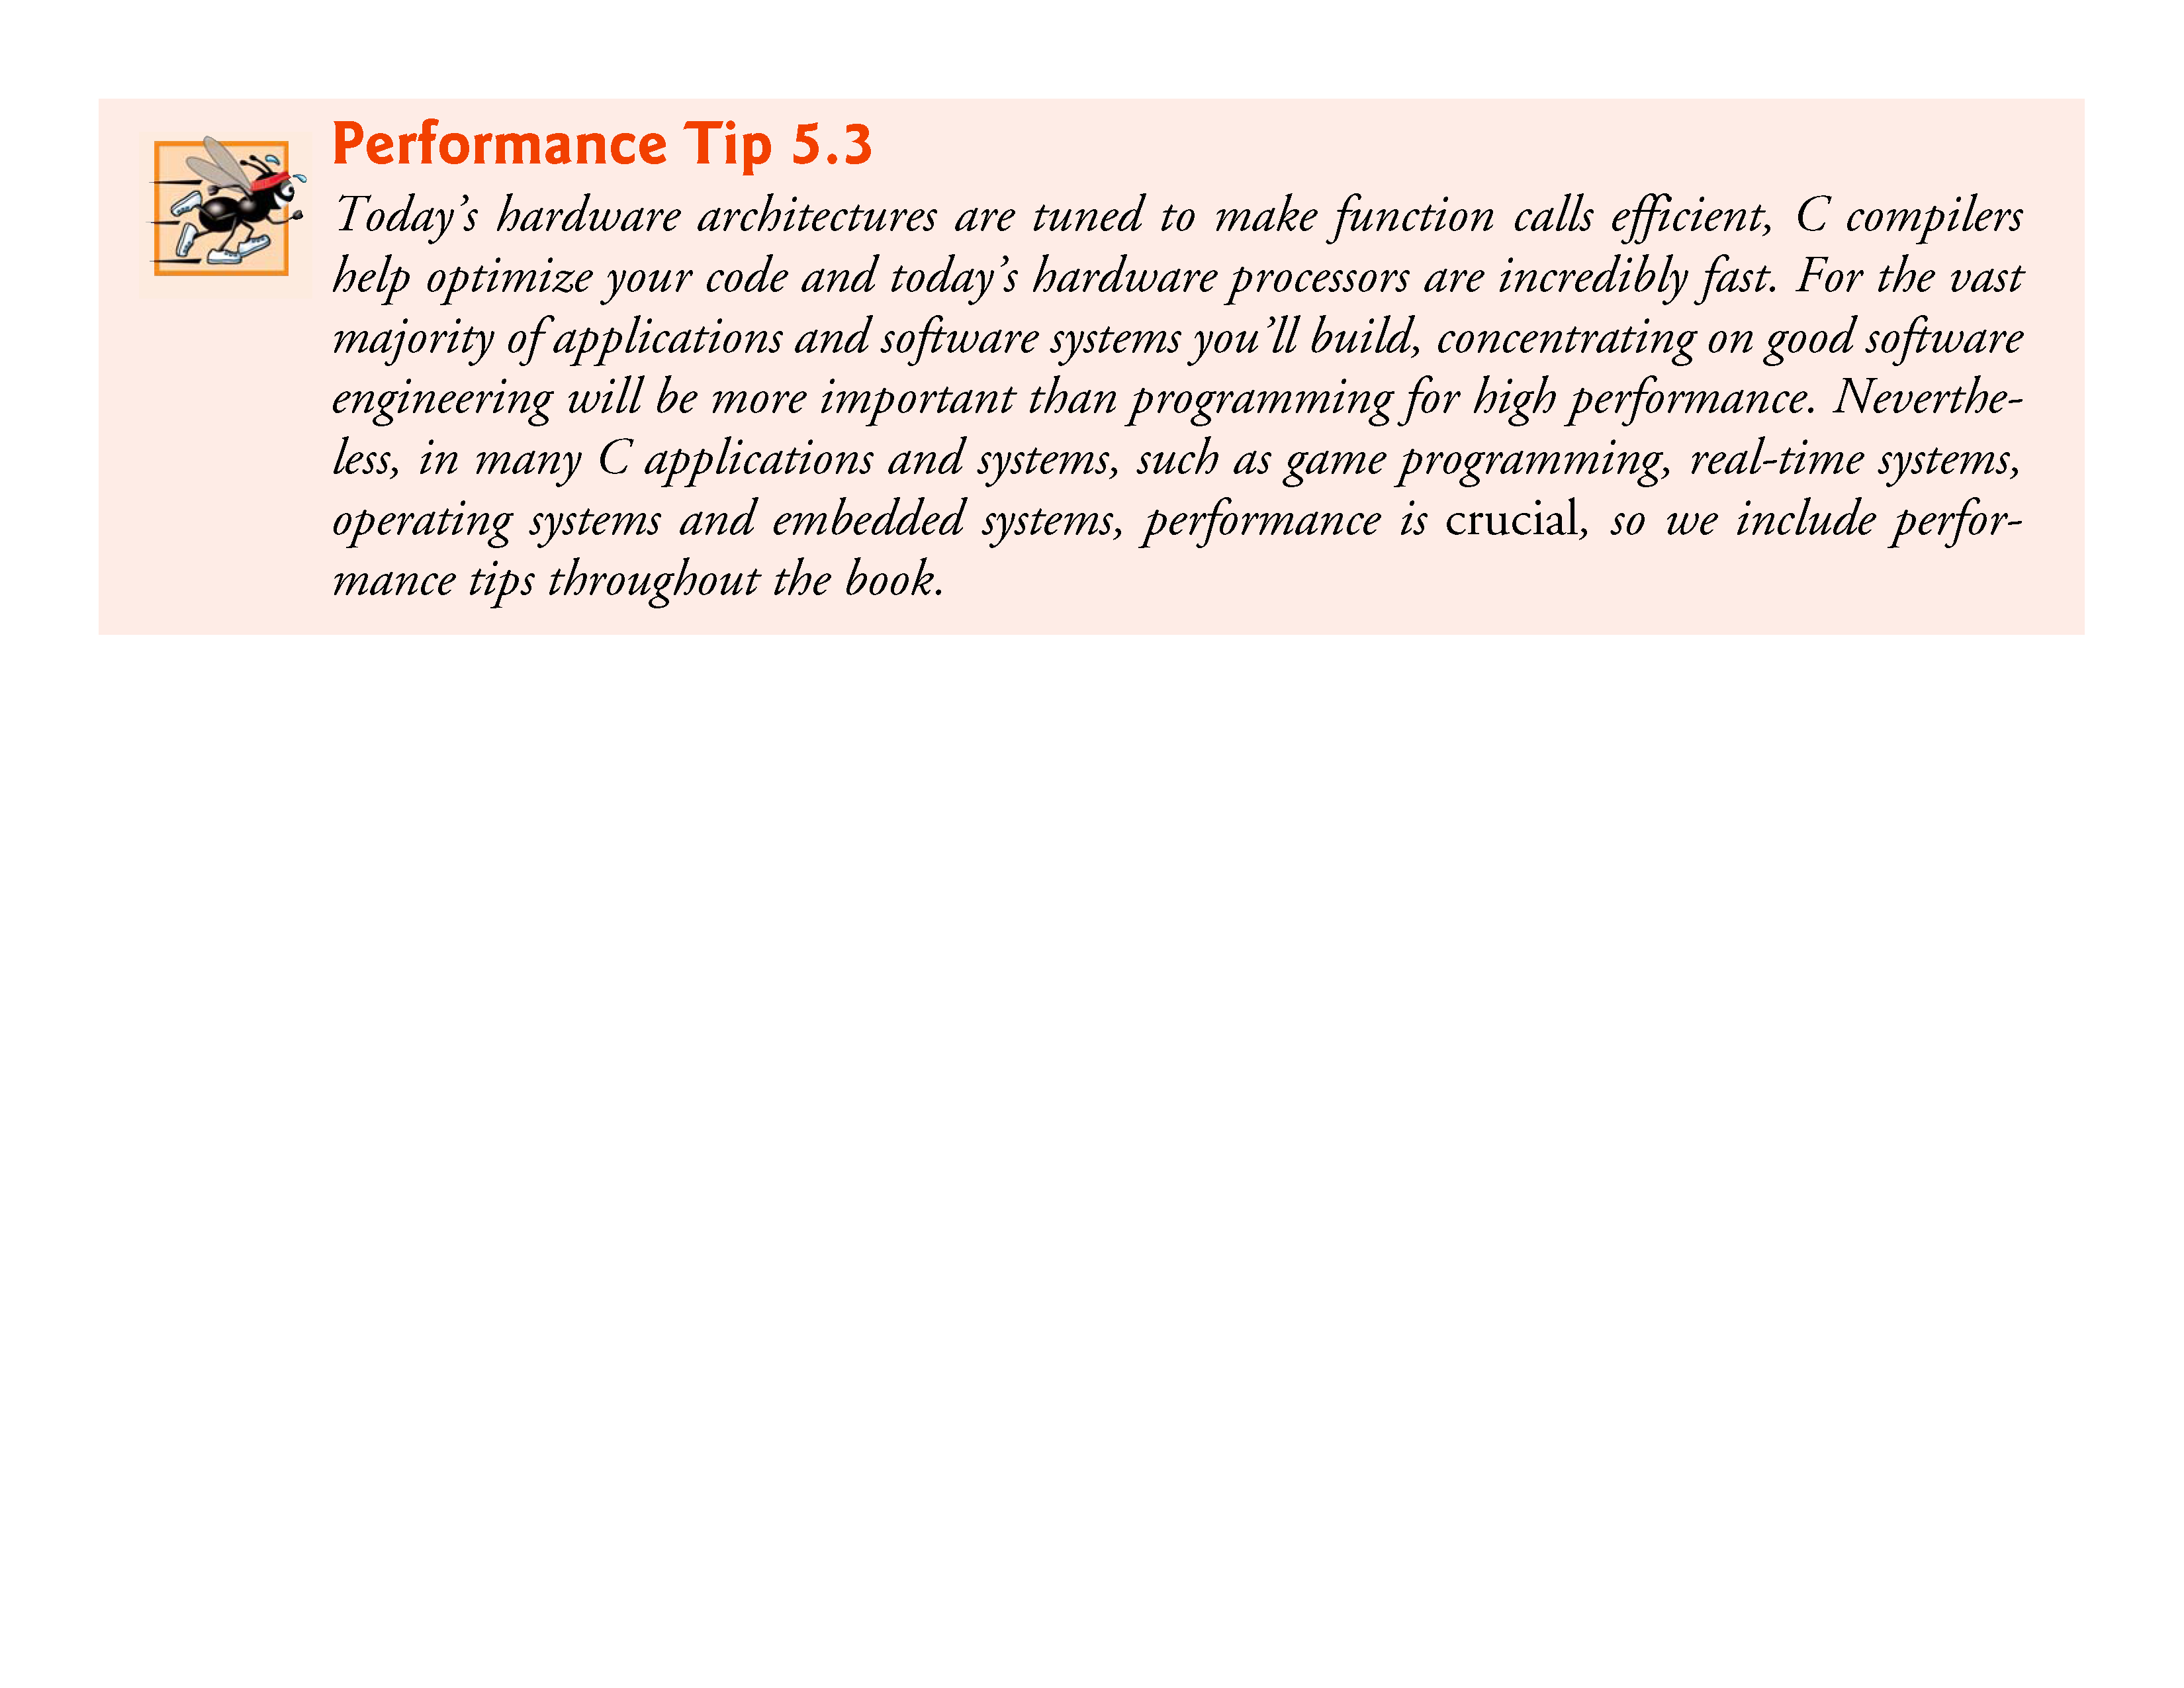 Performance Tip 5.3
Today’s hardware architectures are tuned to make function calls efficient, C compilers
help optimize your code and today’s hardware processors are incredibly fast. For the vast
majority of applications and software systems you’ll build, concentrating on good software
engineering will be more important than programming for high performance. Neverthe-
less, in many C applications and systems, such as game programming, real-time systems,
operating systems and embedded systems, performance is crucial, so we include perfor-
mance tips throughout the book.